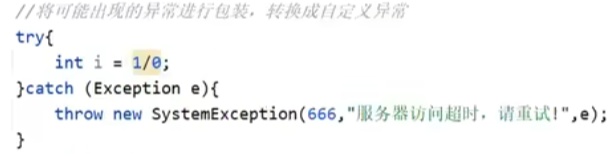 //将可能出现的异常进行包装，转换成自定义异常
try{
    int i = 1/0;
}catch (Exception e){
    throw new SystemException(666,"服务器访问超时，请重试!",e);
}